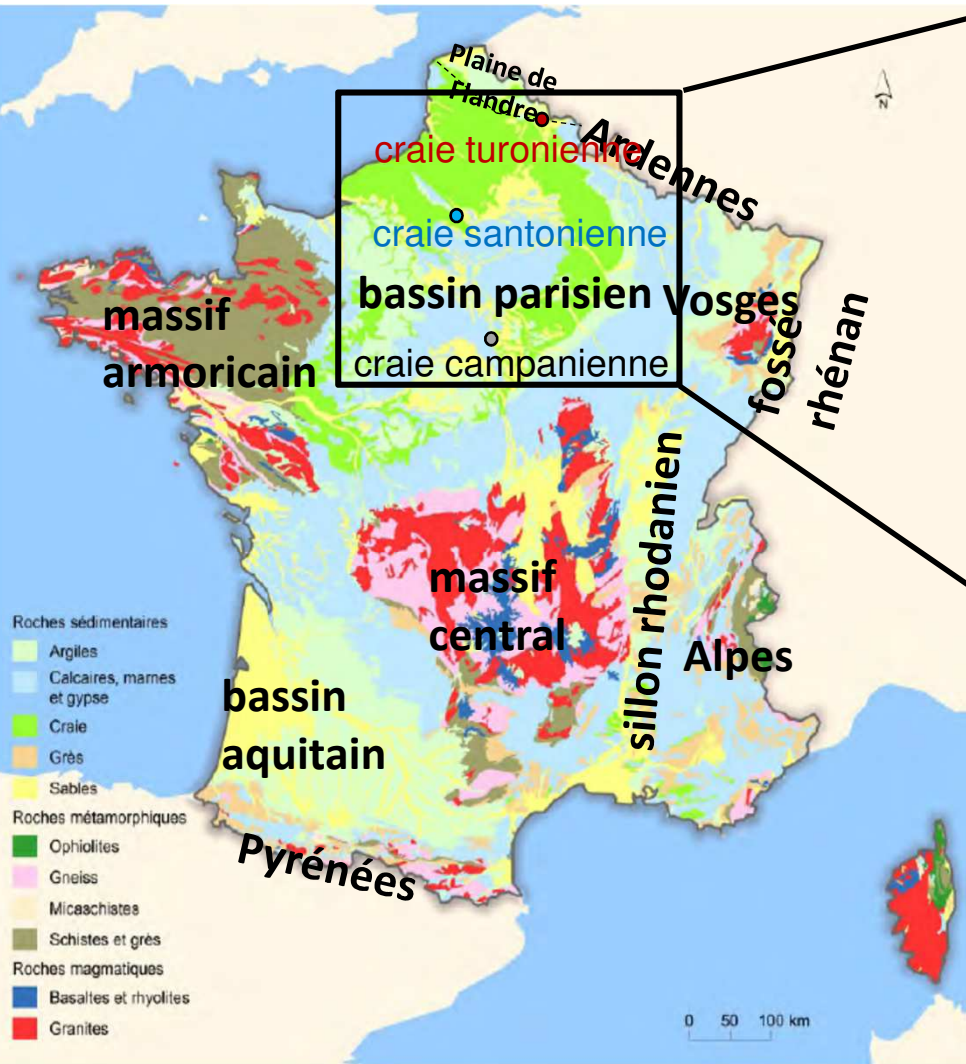 Plaine de
Flandre
N
Ardennes
craie turonienne
craie santonienne
bassin parisien
Vosges
fossé
rhénan
craie campanienne
massif
armoricain
sillon rhodanien
massif
central
Alpes
bassin
aquitain
Pyrénées
Roches sédimentaires
Argiles
Calcaires, marnes
et gypse
Craie
Grès
Sables
Roches métamorphiques
Ophiolites
Gneiss
Micaschistes
Schistes et grès
Roches magmatiques
Basaltes et rhyolites
Granites
0 50 100 km